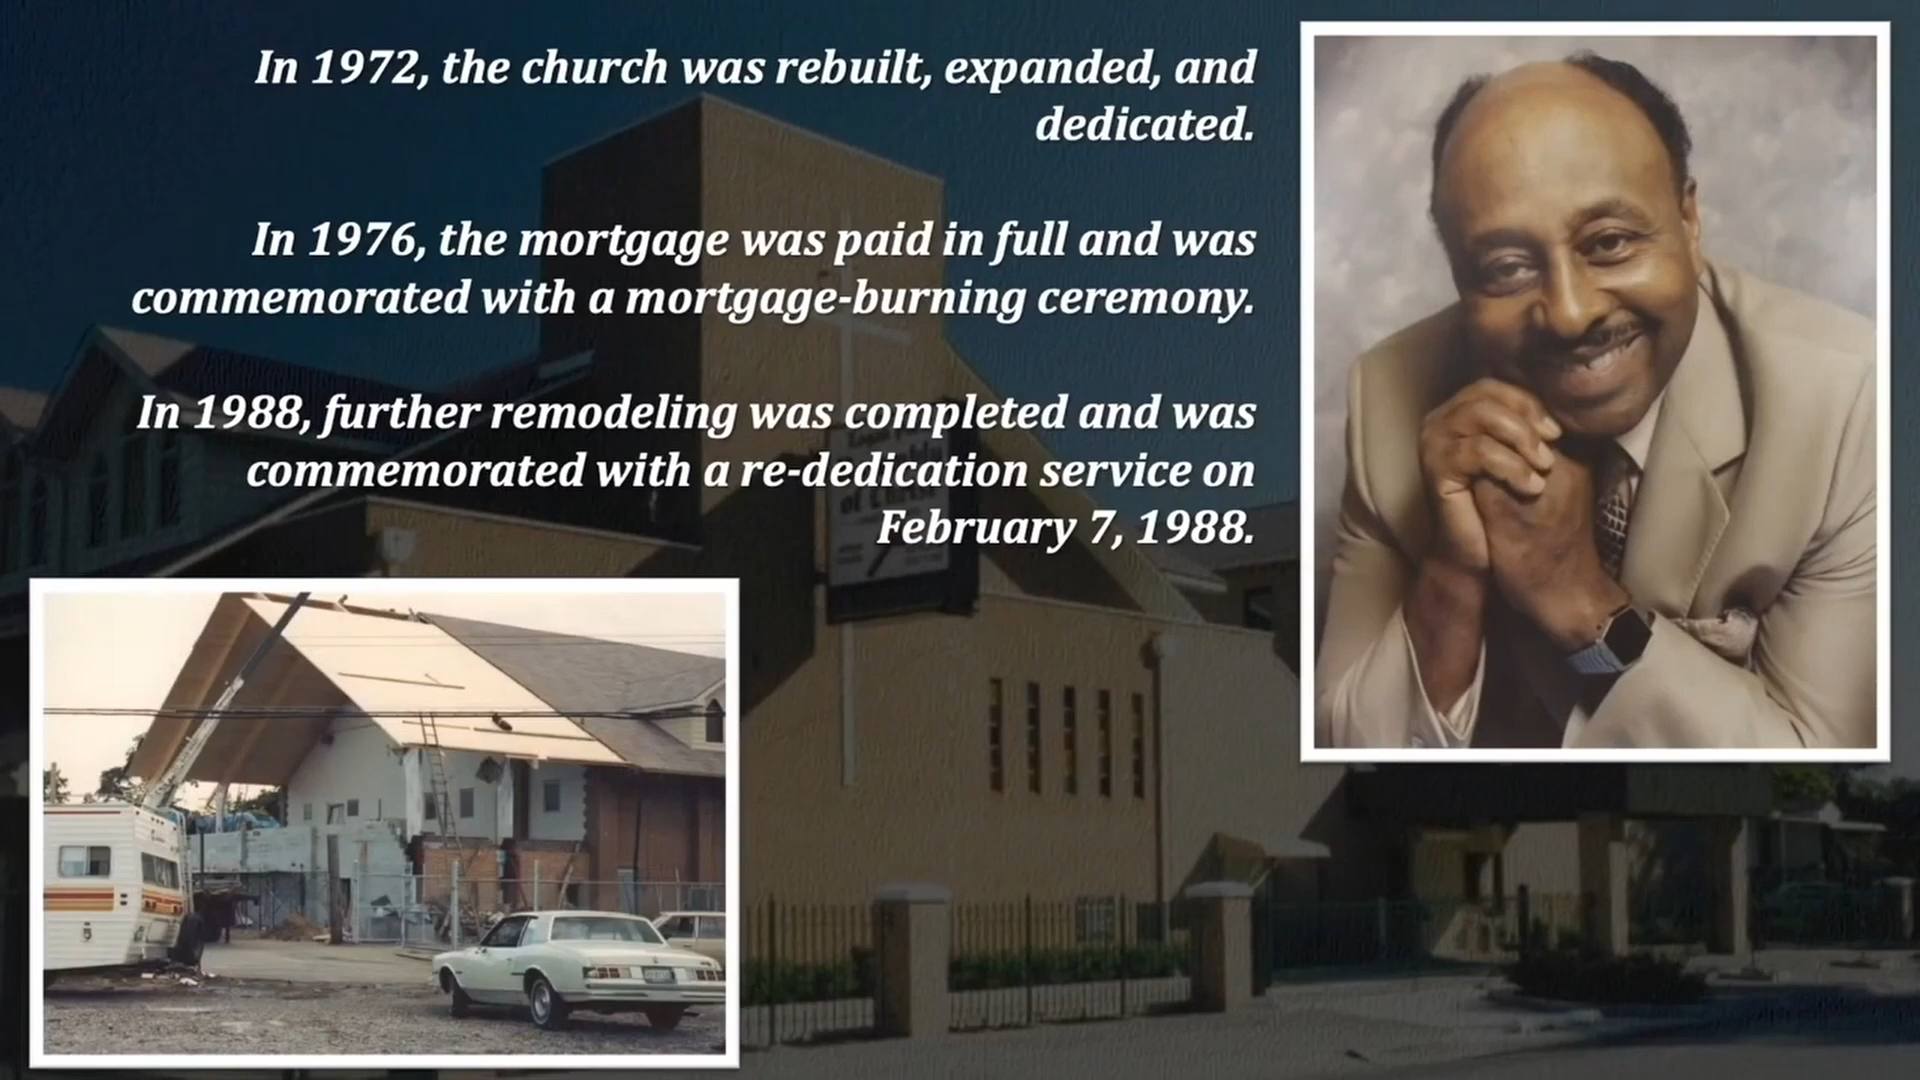 In 1972, the church was rebuilt, expanded, and
dedicated.
In 1976, the mortgage was paid in full and was
commemorated with a mortgage-burning ceremony.
In 1988, further remodeling was completed and was
commemorated with a re-dedication service on
February 7, 1988.
of Christ